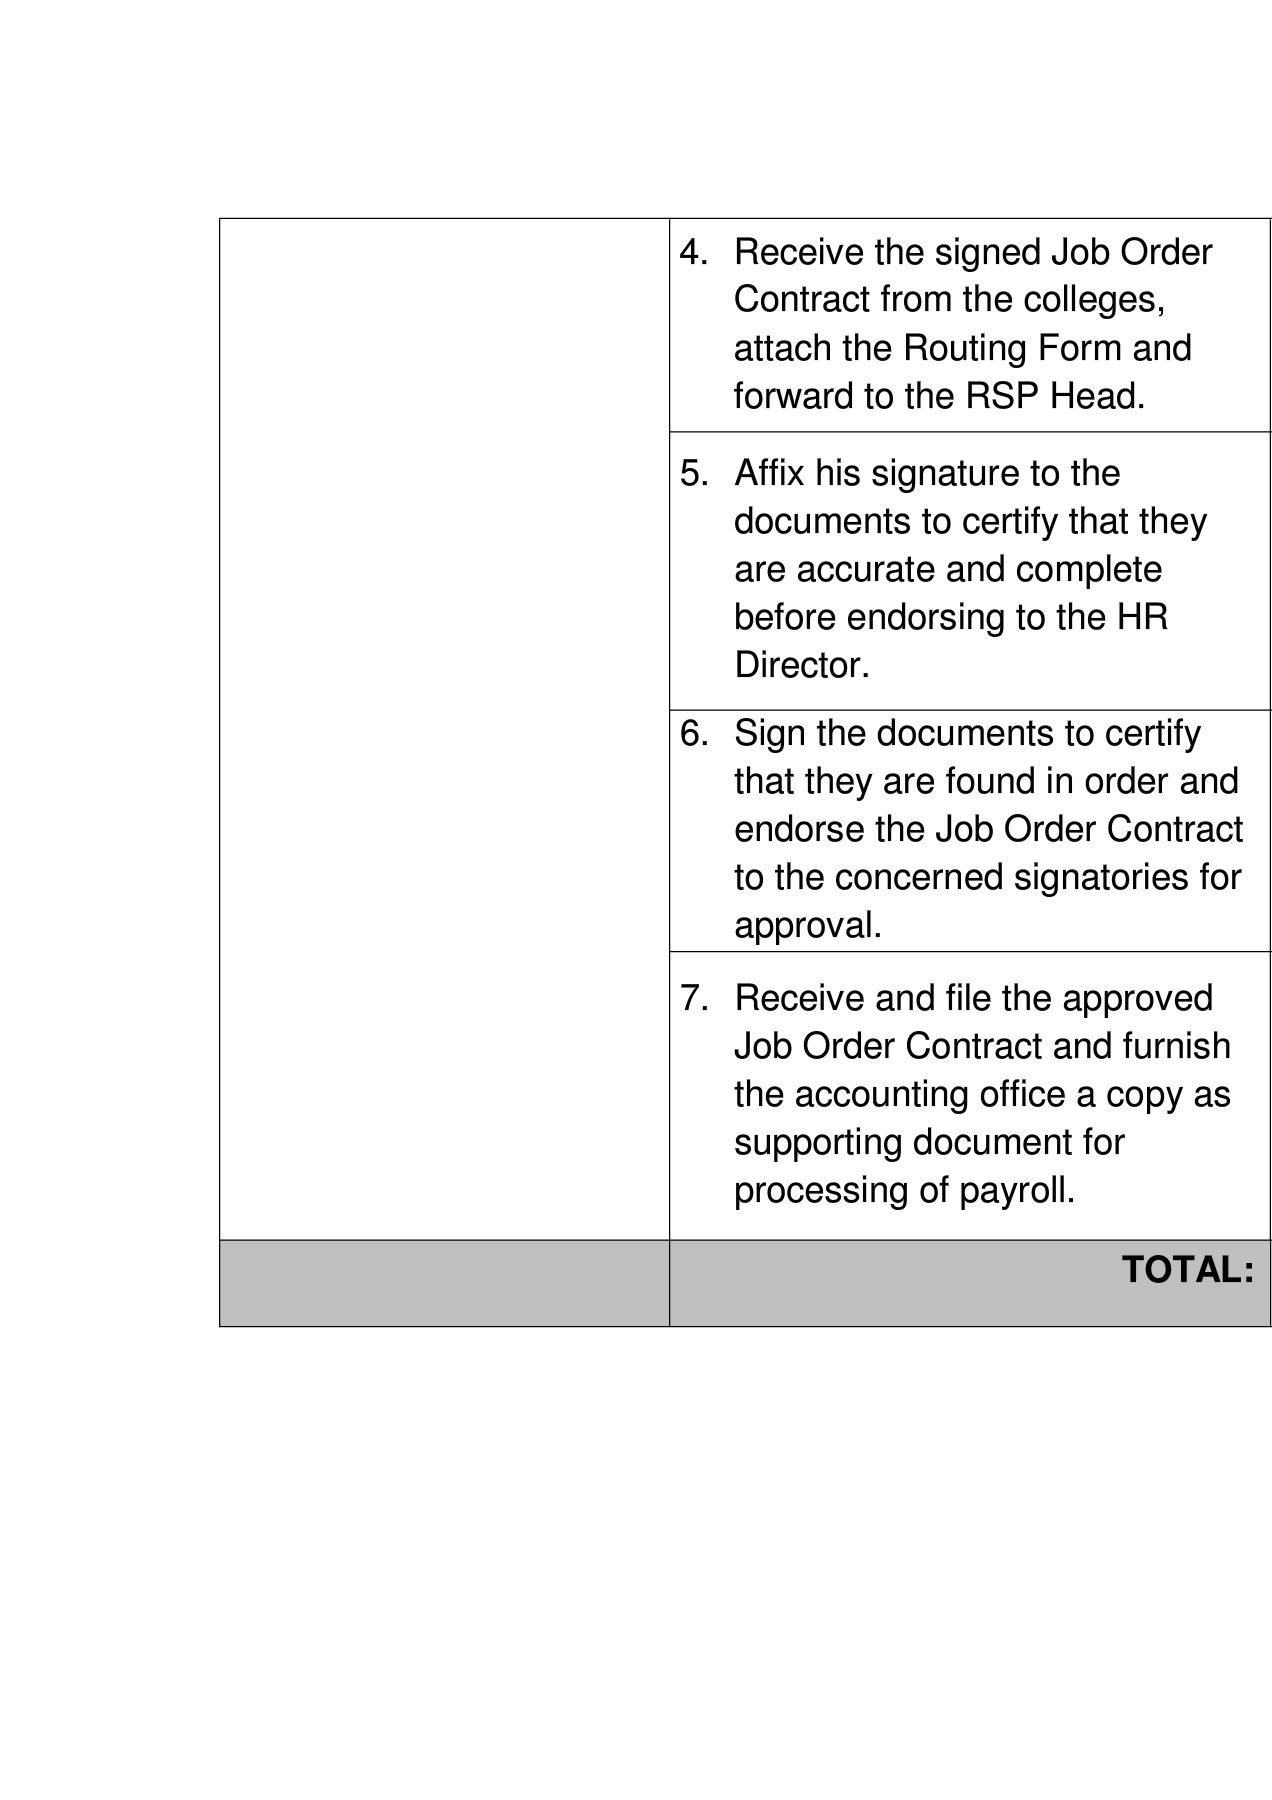 4. Receive the signed Job Order
Contract from the colleges,
attach the Routing Form and
forward to the RSP Head.
5. Affix his signature to the
documents to certify that they
are accurate and complete
before endorsing to the HR
Director.
6. Sign the documents to certify
that they are found in order and
endorse the Job Order Contract
to the concerned signatories for
approval.
7. Receive and file the approved
Job Order Contract and furnish
the accounting office a copy as
supporting document for
processing of payroll.
TOTAL: